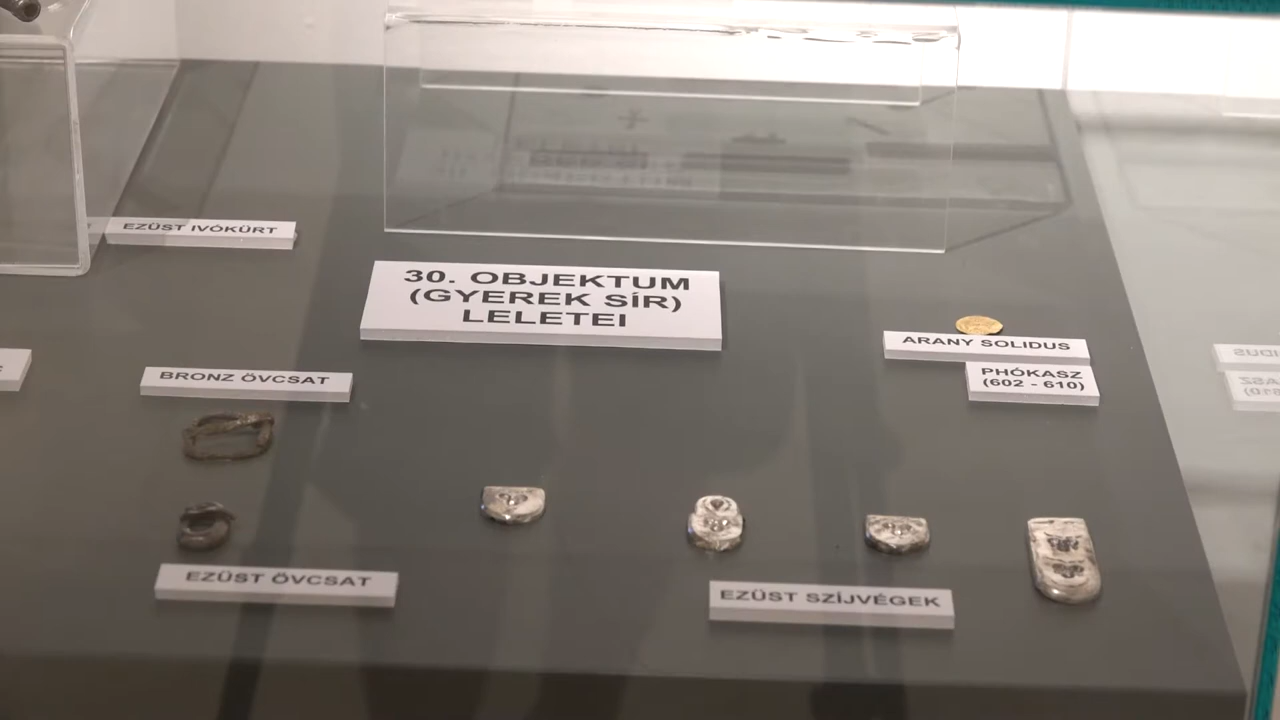 EZÜST IVÓKÜRT
30. OBJEKTUM
(GYEREK SÍR)
LELETEI
ARANY SOLIDUS
PHÓKASZ
(602 - 610)
BRONZ ÖVCSAT
EZÜST ÖVCSAT
EZÜST SZÍJVÉGEK